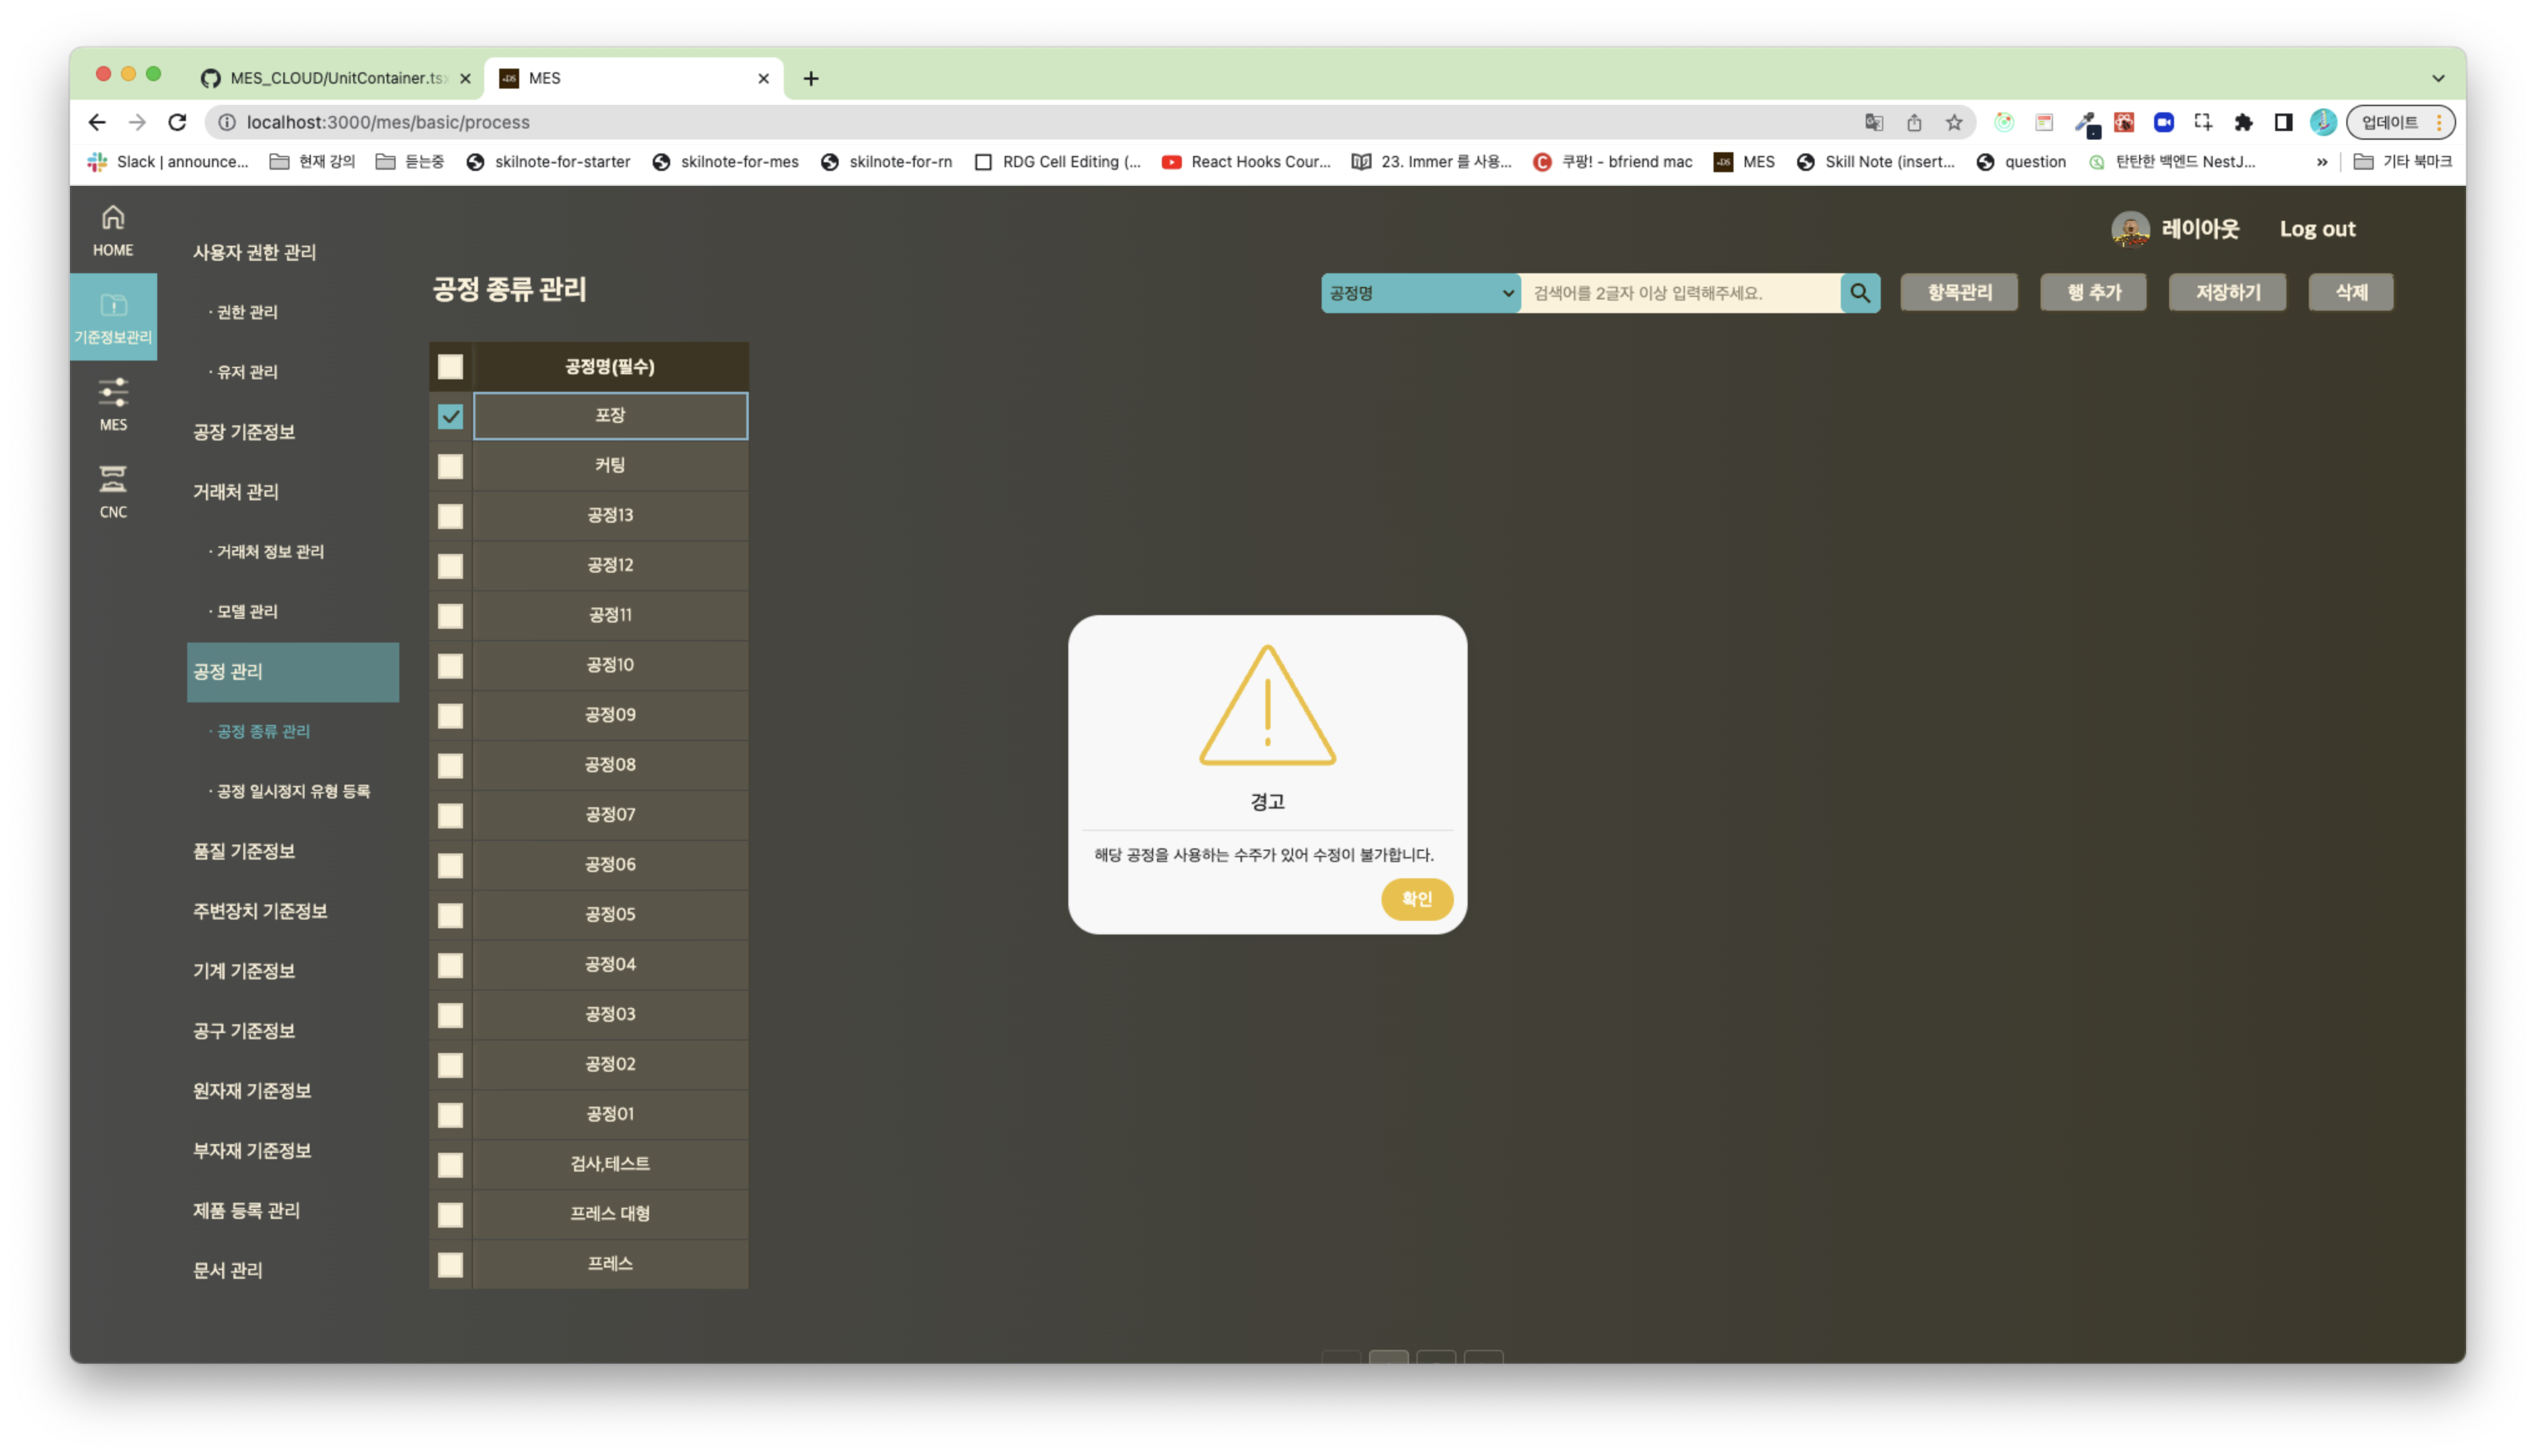 MES_CLOUD/UnitContainer.tsx
MES
localhost:3000/mes/basic/process
업데이트
Slack | announce...
현재 강의
듣는중
skilnote-for-starter
skilnote-for-mes
skilnote-for-rn
RDG Cell Editing (...
React Hooks Cour...
23. Immer 를 사용...
쿠팡! - bfriend mac
MES
Skill Note (insert...
question
탄탄한 백엔드 NestJ...
»
기타 북마크
HOME
기준정보관리
MES
CNC
사용자 권한 관리
· 권한 관리
· 유저 관리
공장 기준정보
거래처 관리
· 거래처 정보 관리
· 모델 관리
공정 관리
· 공정 종류 관리
· 공정 일시정지 유형 등록
품질 기준정보
주변장치 기준정보
기계 기준정보
공구 기준정보
원자재 기준정보
부자재 기준정보
제품 등록 관리
문서 관리
레이아웃
Log out
공정 종류 관리
공정명
검색어를 2글자 이상 입력해주세요.
항목관리
행 추가
저장하기
삭제
공정명(필수)
포장
커팅
공정13
공정12
공정11
공정10
공정09
공정08
공정07
공정06
공정05
공정04
공정03
공정02
공정01
검사,테스트
프레스 대형
프레스
경고
해당 공정을 사용하는 수주가 있어 수정이 불가합니다.
확인